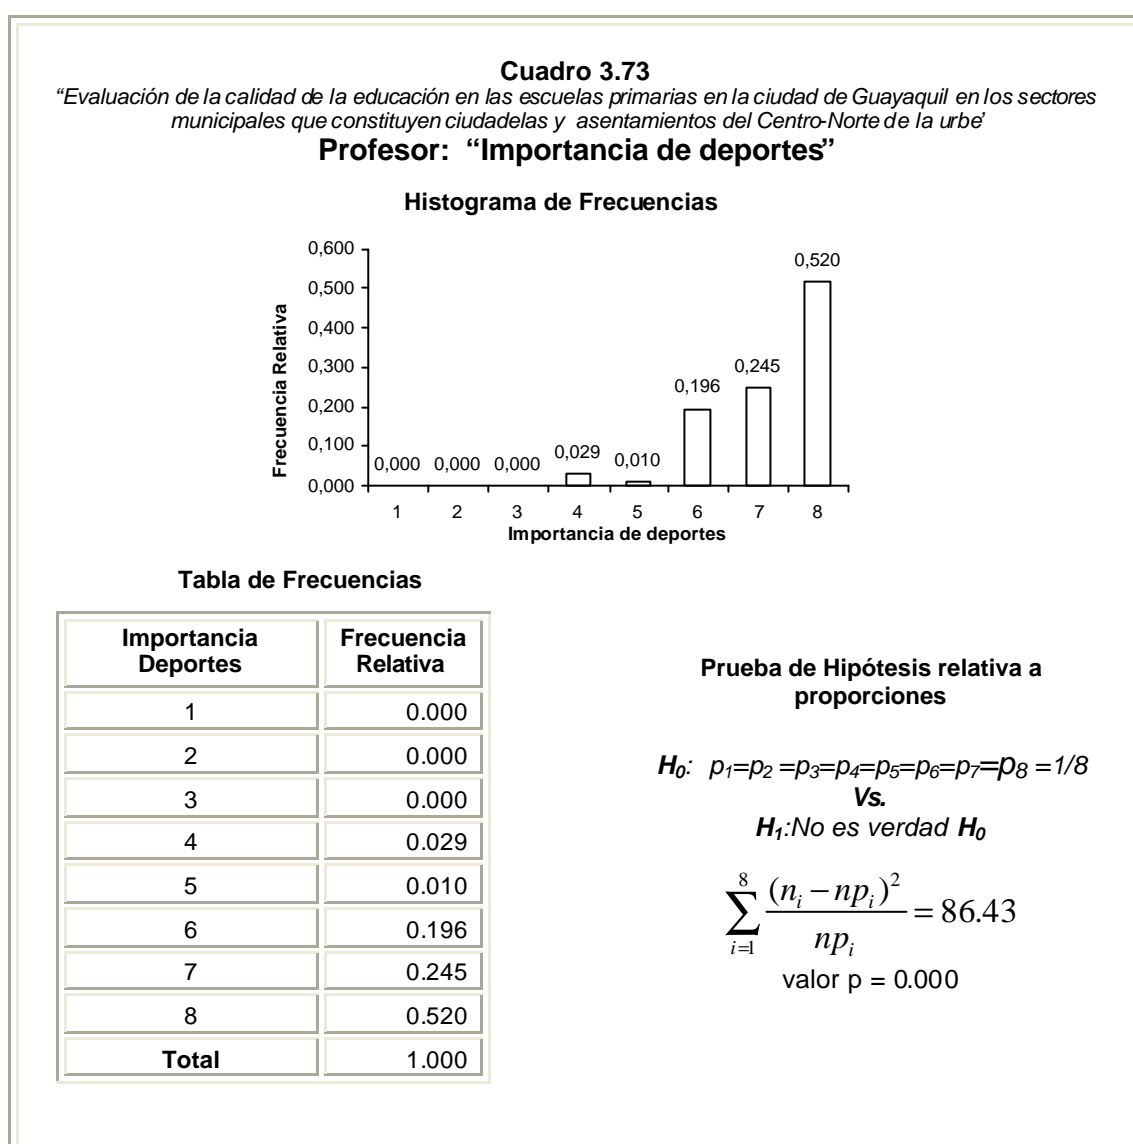 Cuadro 3.73
“Evaluación de la calidad de la educación en las escuelas primarias en la ciudad de Guayaquil en los sectores
municipales que constituyen ciudadelas y asentamientos del Centro-Norte de la urbe’
Profesor: “Importancia de deportes”
Histograma de Frecuencias
Frecuencia Relativa
0,600
0,500
0,400
0,300
0,200
0,100
0,000
0,000 0,000 0,000 0,029 0,010 0,196 0,245 0,520
1 2 3 4 5 6 7 8
Importancia de deportes
Tabla de Frecuencias
Importancia Deportes Frecuencia Relativa
1 0.000
2 0.000
3 0.000
4 0.029
5 0.010
6 0.196
7 0.245
8 0.520
Total 1.000
Prueba de Hipótesis relativa a
proporciones
H₀: p₁=p₂ =p₃=p₄=p₅=p₆=p₇=p₈ =1/8
Vs.
H₁:No es verdad H₀
∑_{i=1}^{8} (n_i − np_i)² / np_i = 86.43
valor p = 0.000